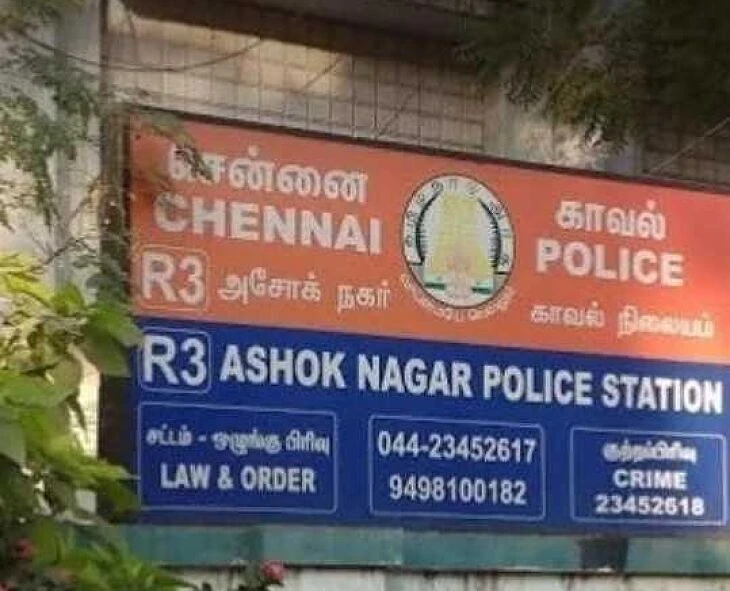 சென்னை
CHENNAI
காவல்
POLICE
R3 அசோக் நகர்
காவல் நிலையம்
R3 ASHOK NAGAR POLICE STATION
சட்டம் - ஒழுங்கு பிரிவு
LAW & ORDER
044-23452617
9498100182
குற்றப்பிரிவு
CRIME
23452618